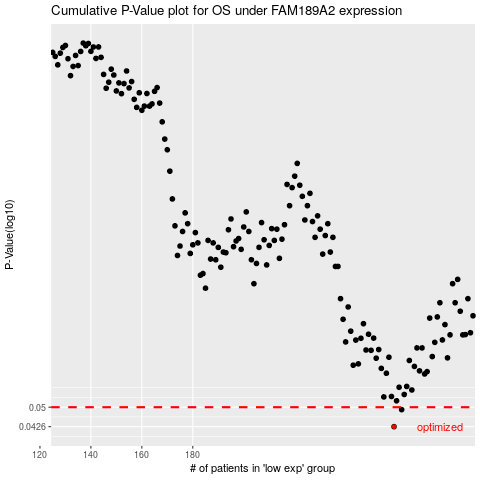 Cumulative P-Value plot for OS under FAM189A2 expression
P-Value(log10)
0.05
0.0426
optimized
120 140 160 180
# of patients in 'low exp' group